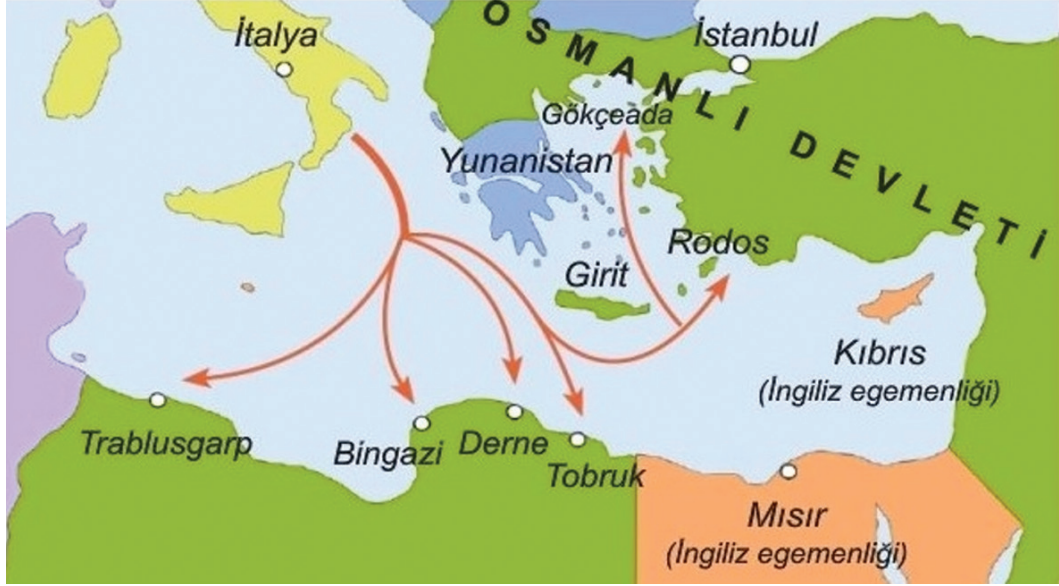 OSMANLI DEVLETİ
İtalya
İstanbul
Gökçeada
Yunanistan
Rodos
Girit
Kıbrıs
(İngiliz egemenliği)
Trablusgarp
Bingazi
Derne
Tobruk
Mısır
(İngiliz egemenliği)